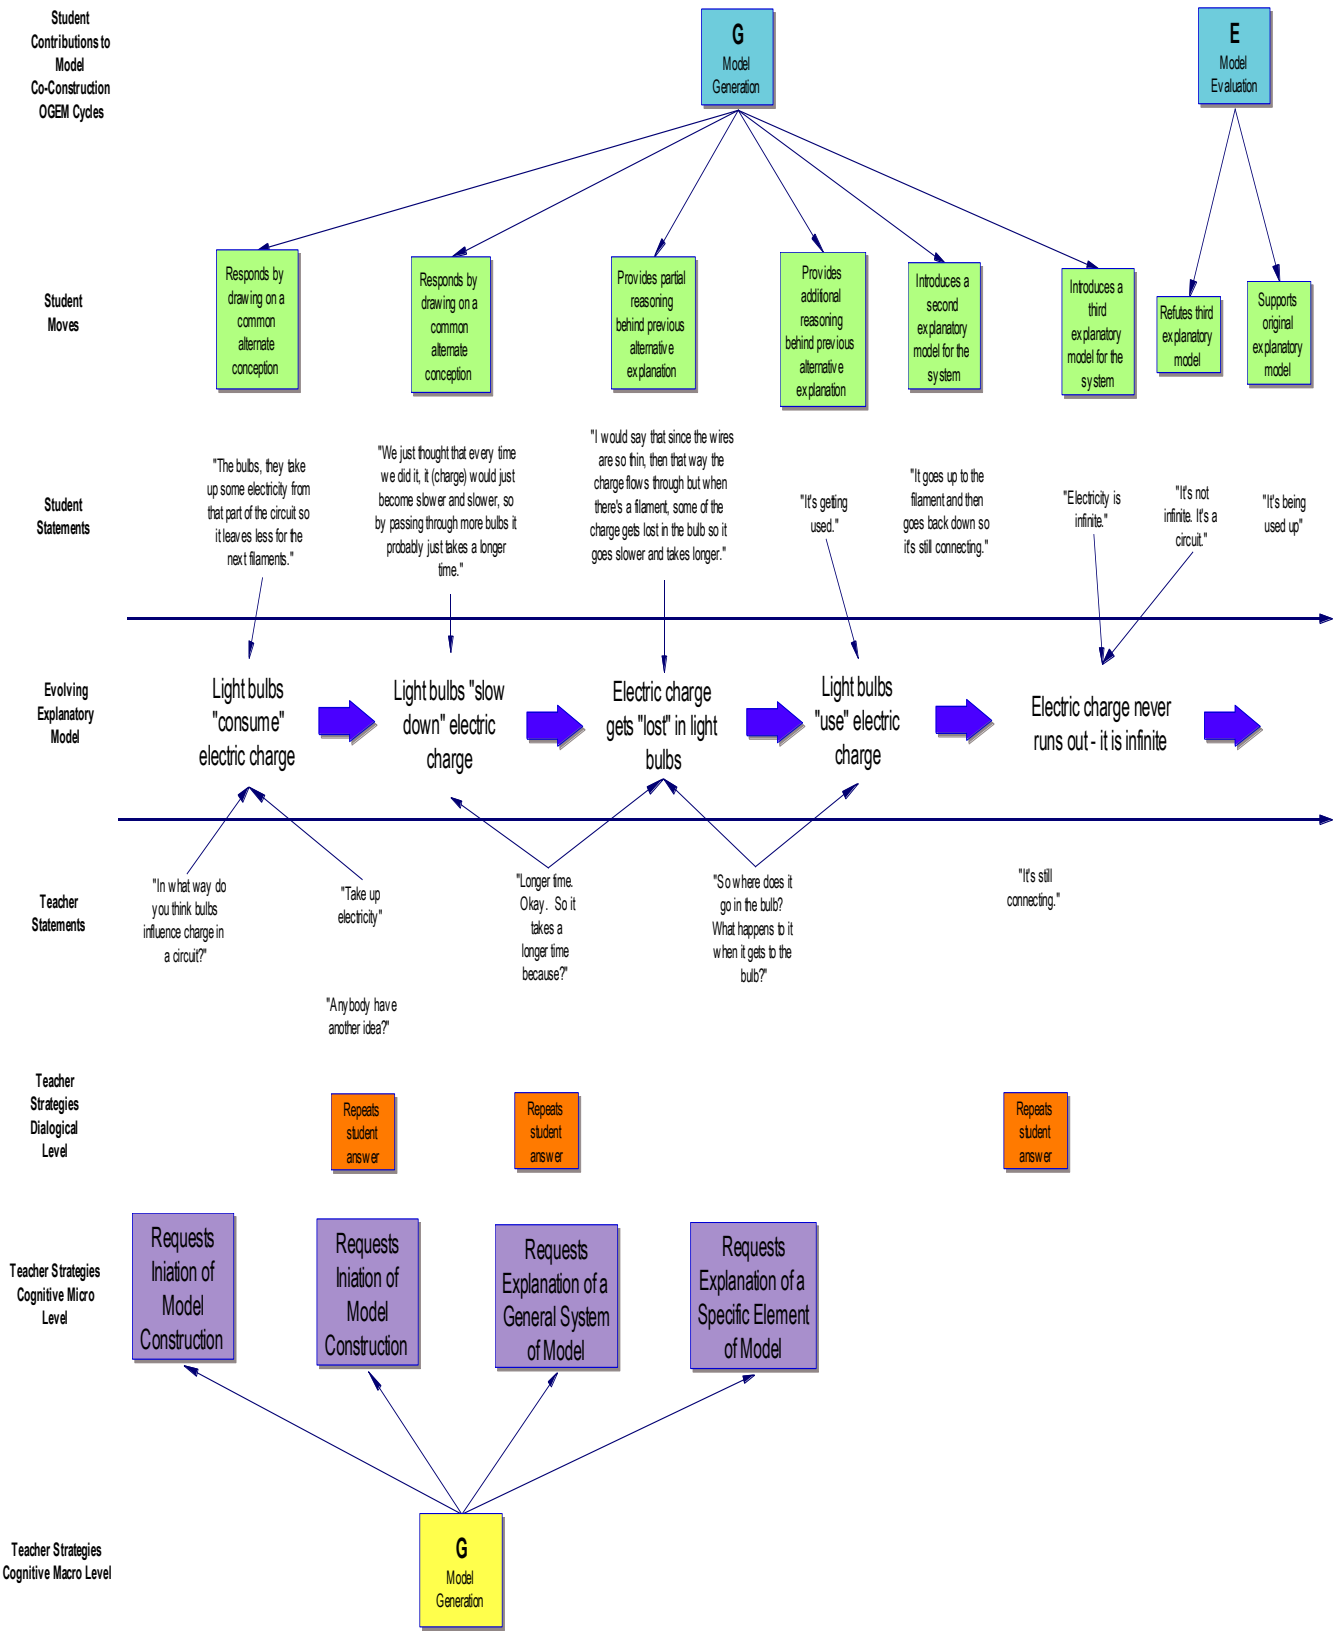 Student
Contributions to
Model
Co-Construction
OGEM Cycles
G
Model
Generation
E
Model
Evaluation
Student
Moves
Responds by
drawing on a
common
alternate
conception
Responds by
drawing on a
common
alternate
conception
Provides partial
reasoning
behind previous
alternative
explanation
Provides
additional
reasoning
behind previous
alternative
explanation
Introduces a
second
explanatory
model for the
system
Introduces a
third
explanatory
model for the
system
Refutes third
explanatory
model
Supports
original
explanatory
model
Student
Statements
"The bulbs, they take
up some electricity from
that part of the circuit so
it leaves less for the
next filaments."
"We just thought that every time
we did it, it (charge) would just
become slower and slower, so
by passing through more bulbs it
probably just takes a longer
time."
"I would say that since the wires
are so thin, then that way the
charge flows through but when
there's a filament, some of the
charge gets lost in the bulb so it
goes slower and takes longer."
"It's getting
used."
"It goes up to the
filament and then
goes back down so
it's still connecting."
"Electricity is
infinite."
"It's not
infinite. It's a
circuit."
"It's being
used up"
Evolving
Explanatory
Model
Light bulbs
"consume"
electric charge
Light bulbs "slow
down" electric
charge
Electric charge
gets "lost" in light
bulbs
Light bulbs
"use" electric
charge
Electric charge never
runs out - it is infinite
Teacher
Statements
"In what way do
you think bulbs
influence charge in
a circuit?"
"Take up
electricity"
"Anybody have
another idea?"
"Longer time.
Okay. So it
takes a
longer time
because?"
"So where does it
go in the bulb?
What happens to it
when it gets to the
bulb?"
"It's still
connecting."
Teacher
Strategies
Dialogical
Level
Repeats
student
answer
Repeats
student
answer
Repeats
student
answer
Teacher Strategies
Cognitive Micro
Level
Requests
Iniation of
Model
Construction
Requests
Iniation of
Model
Construction
Requests
Explanation of a
General System
of Model
Requests
Explanation of a
Specific Element
of Model
Teacher Strategies
Cognitive Macro Level
G
Model
Generation